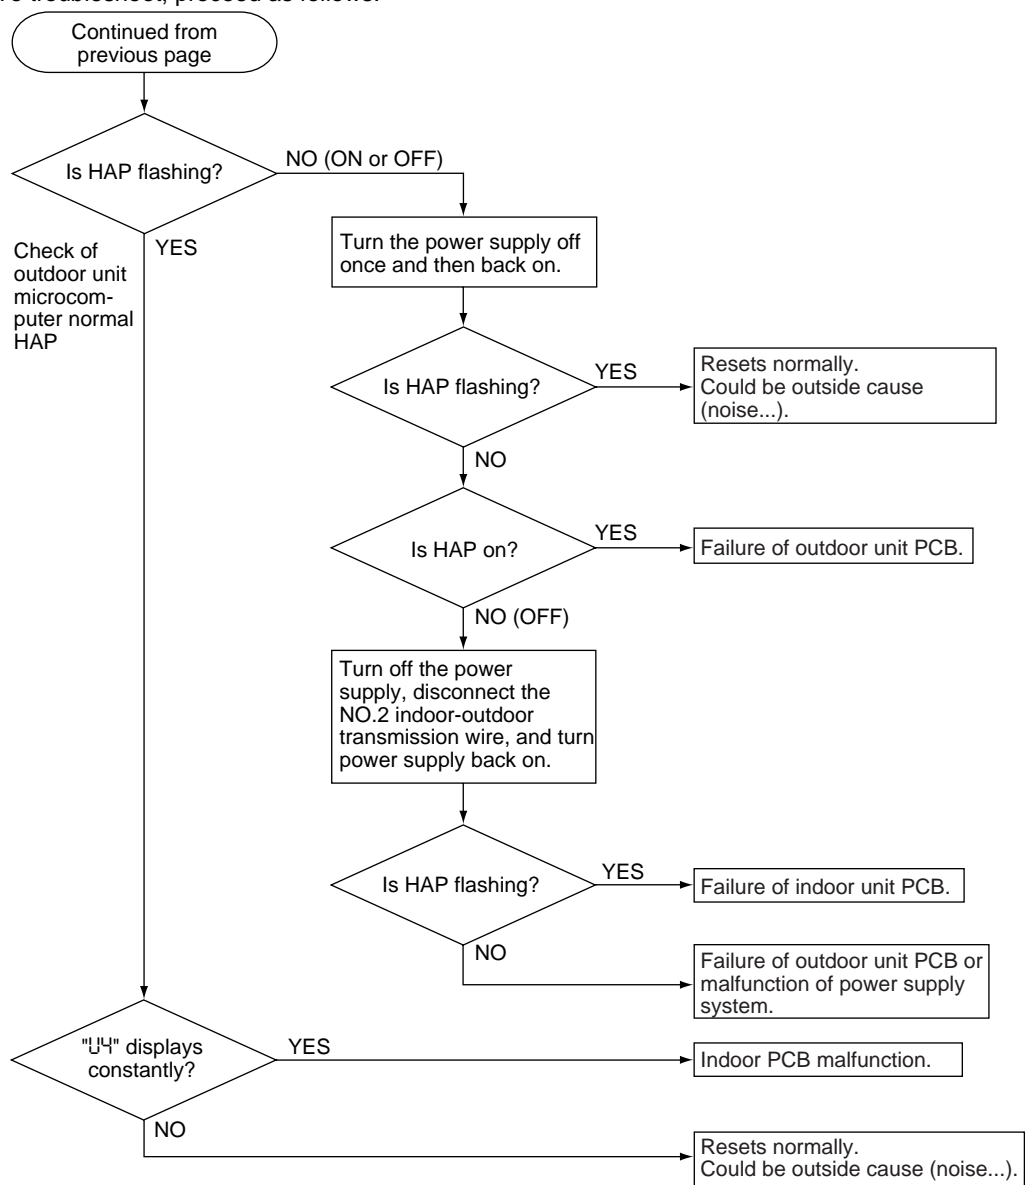 To troubleshoot, proceed as follows.
Continued from
previous page
Is HAP flashing?
NO (ON or OFF)
YES
Check of
outdoor unit
microcom-
puter normal
HAP
Turn the power supply off
once and then back on.
Is HAP flashing?
YES
Resets normally.
Could be outside cause
(noise...).
NO
Is HAP on?
YES
Failure of outdoor unit PCB.
NO (OFF)
Turn off the power
supply, disconnect the
NO.2 indoor-outdoor
transmission wire, and turn
power supply back on.
Is HAP flashing?
YES
Failure of indoor unit PCB.
NO
Failure of outdoor unit PCB or
malfunction of power supply
system.
"U4" displays
constantly?
YES
Indoor PCB malfunction.
NO
Resets normally.
Could be outside cause (noise...).